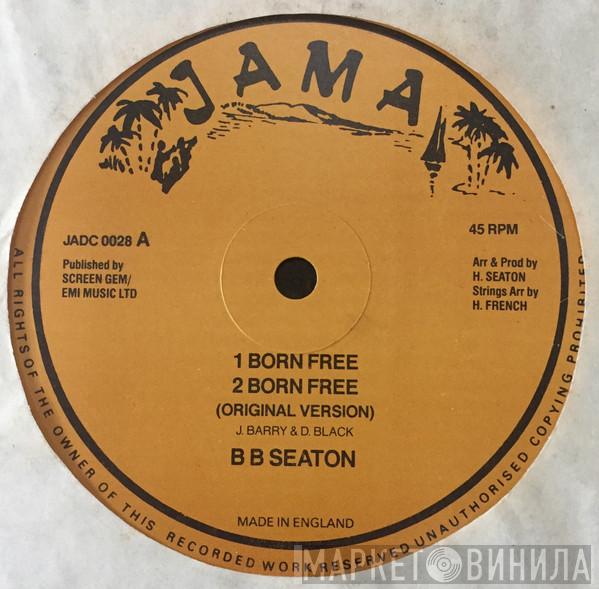 JAMA
JADC 0028 A
45 RPM
Published by
SCREEN GEM/
EMI MUSIC LTD
Arr & Prod by
H. SEATON
Strings Arr by
H. FRENCH
1 BORN FREE
2 BORN FREE
(ORIGINAL VERSION)
J. BARRY & D. BLACK
B B SEATON
MADE IN ENGLAND
ALL RIGHTS OF THE OWNER OF THIS RECORDED WORK RESERVED UNAUTHORISED COPYING PROHIBITED
МАРКЕТ ВИНИЛА